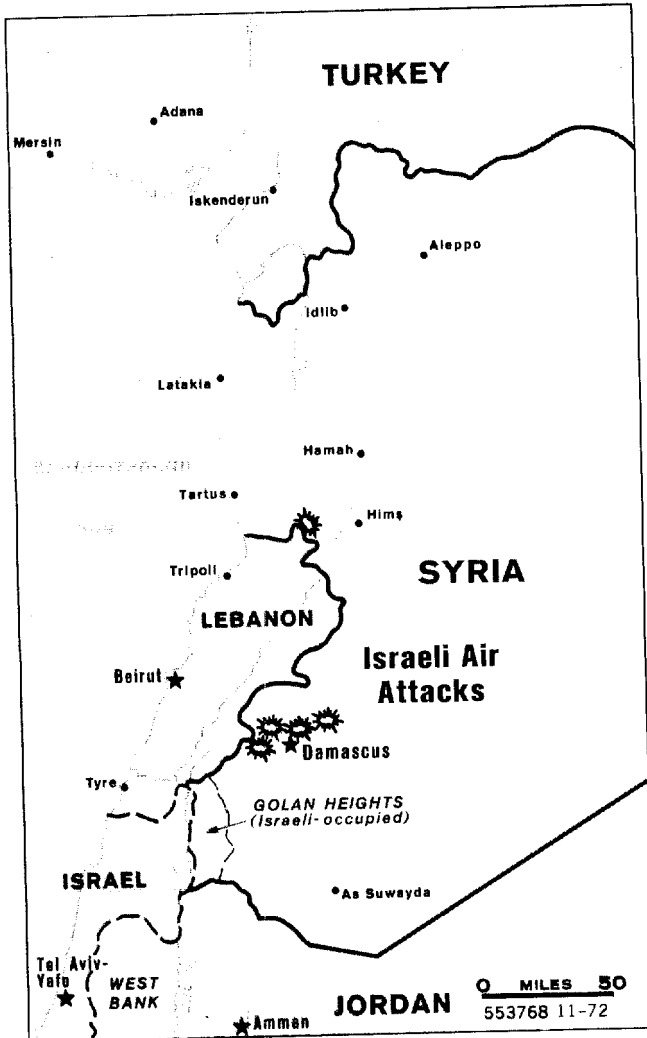 TURKEY
Adana
Mersin
Iskenderun
Aleppo
Idlib
Latakia
Hamah
Tartus
Hims
Tripoli
SYRIA
LEBANON
Israeli Air
Attacks
Beirut
Damascus
Tyre
GOLAN HEIGHTS
(Israeli-occupied)
ISRAEL
As Suwayda
Tel Aviv-
Yafo
WEST
BANK
JORDAN
0 MILES 50
553768 11-72
Amman